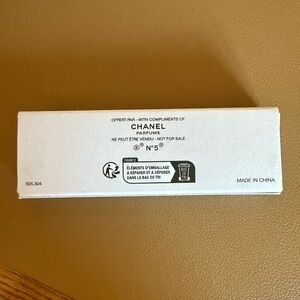 OFFERT PAR - WITH COMPLIMENTS OF
CHANEL
PARFUMS
NE PEUT ÊTRE VENDU - NOT FOR SALE
® N°5®
FRANCE
ÉLÉMENTS D'EMBALLAGE
À SÉPARER ET À DÉPOSER
DANS LE BAC DE TRI
505.304
MADE IN CHINA